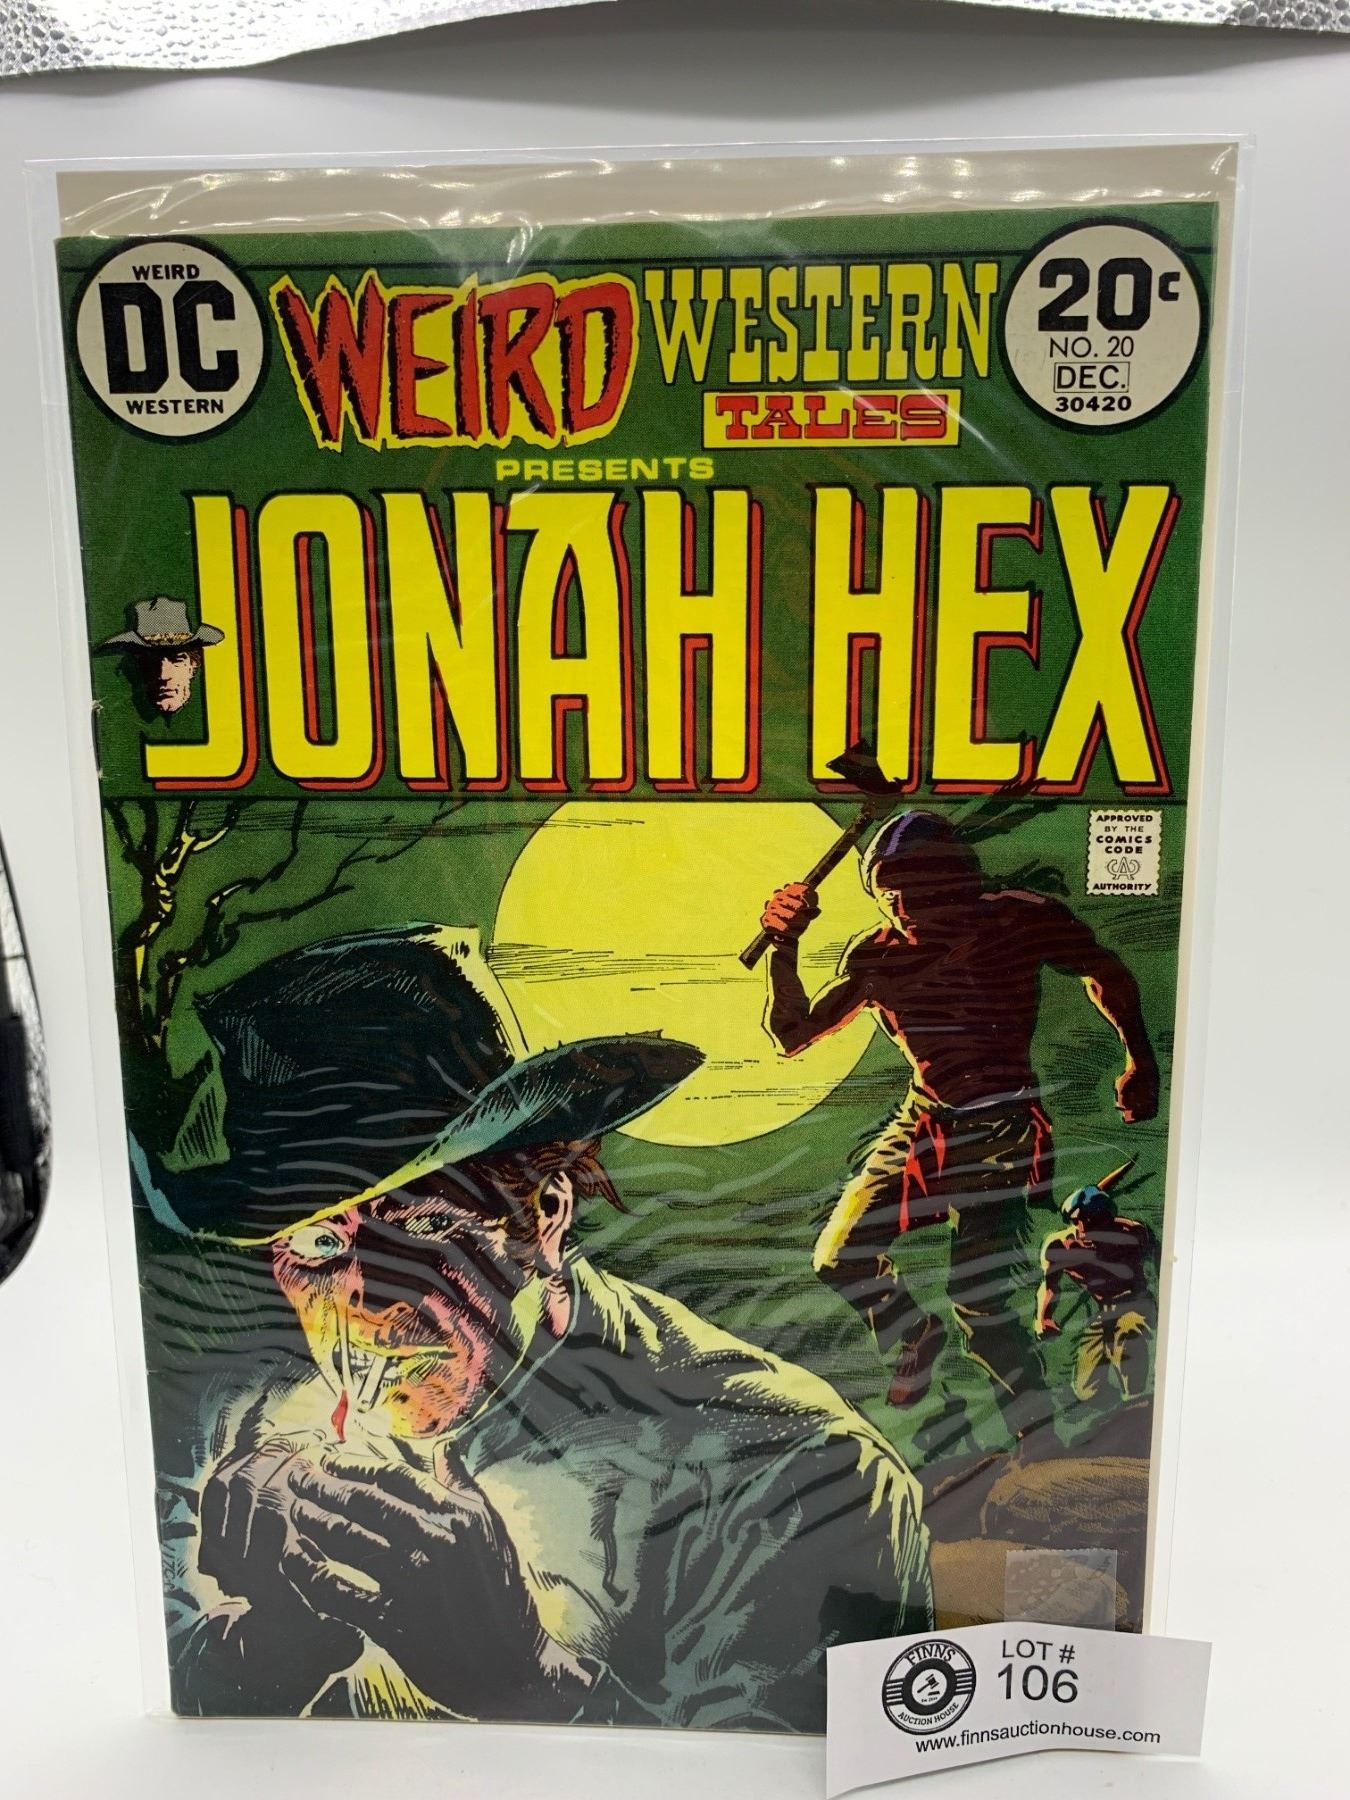 WEIRD
DC
WESTERN
WEIRD WESTERN
TALES
20¢
NO. 20
DEC.
30420
PRESENTS
JONAH HEX
APPROVED
BY THE
COMICS
CODE
CA
AUTHORITY
FINNS
AUCTION HOUSE
LOT #
106
www.finnsauctionhouse.com